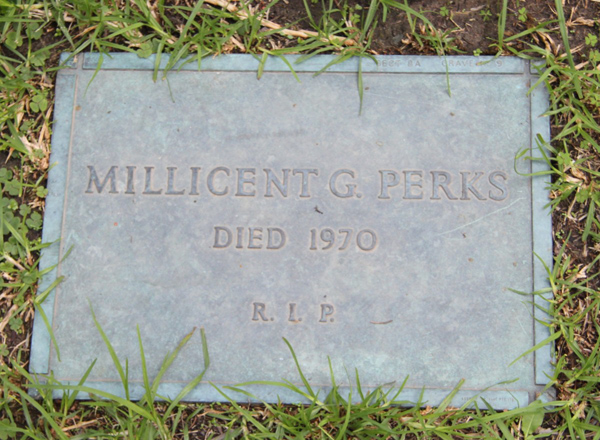 MILLICENT G. PERKS
DIED 1970
R. I. P.